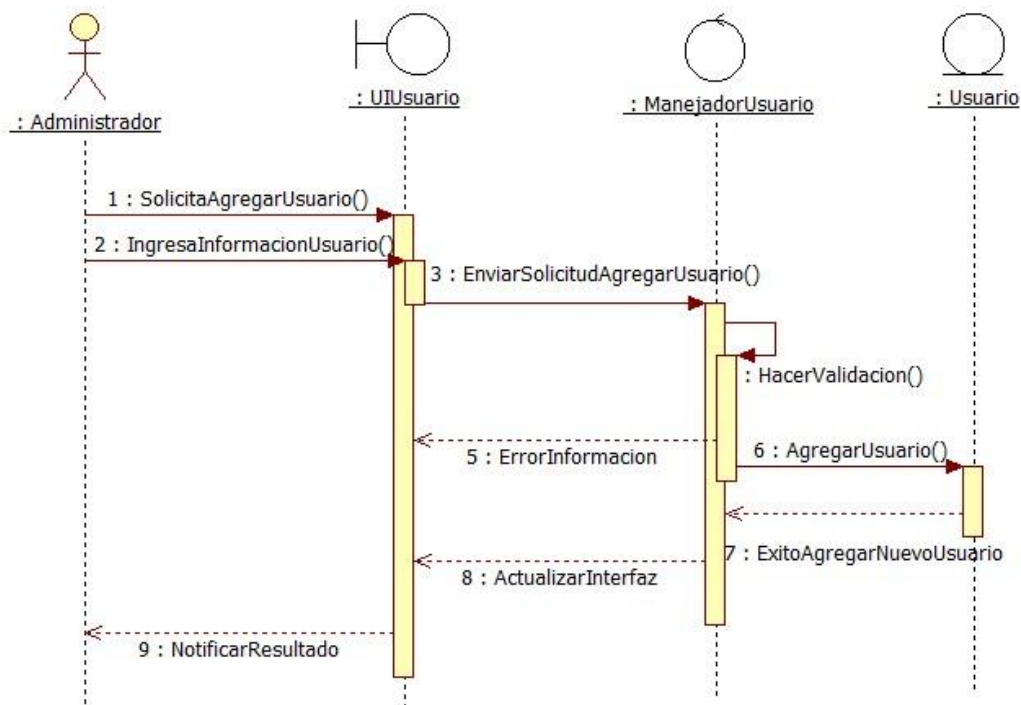 : Administrador
: UIUsuario
: ManejadorUsuario
: Usuario
1 : SolicitaAgregarUsuario()
2 : IngresaInformacionUsuario()
3 : EnviarSolicitudAgregarUsuario()
: HacerValidacion()
5 : ErrorInformacion
6 : AgregarUsuario()
7 : ExitoAgregarNuevoUsuario
8 : ActualizarInterfaz
9 : NotificarResultado